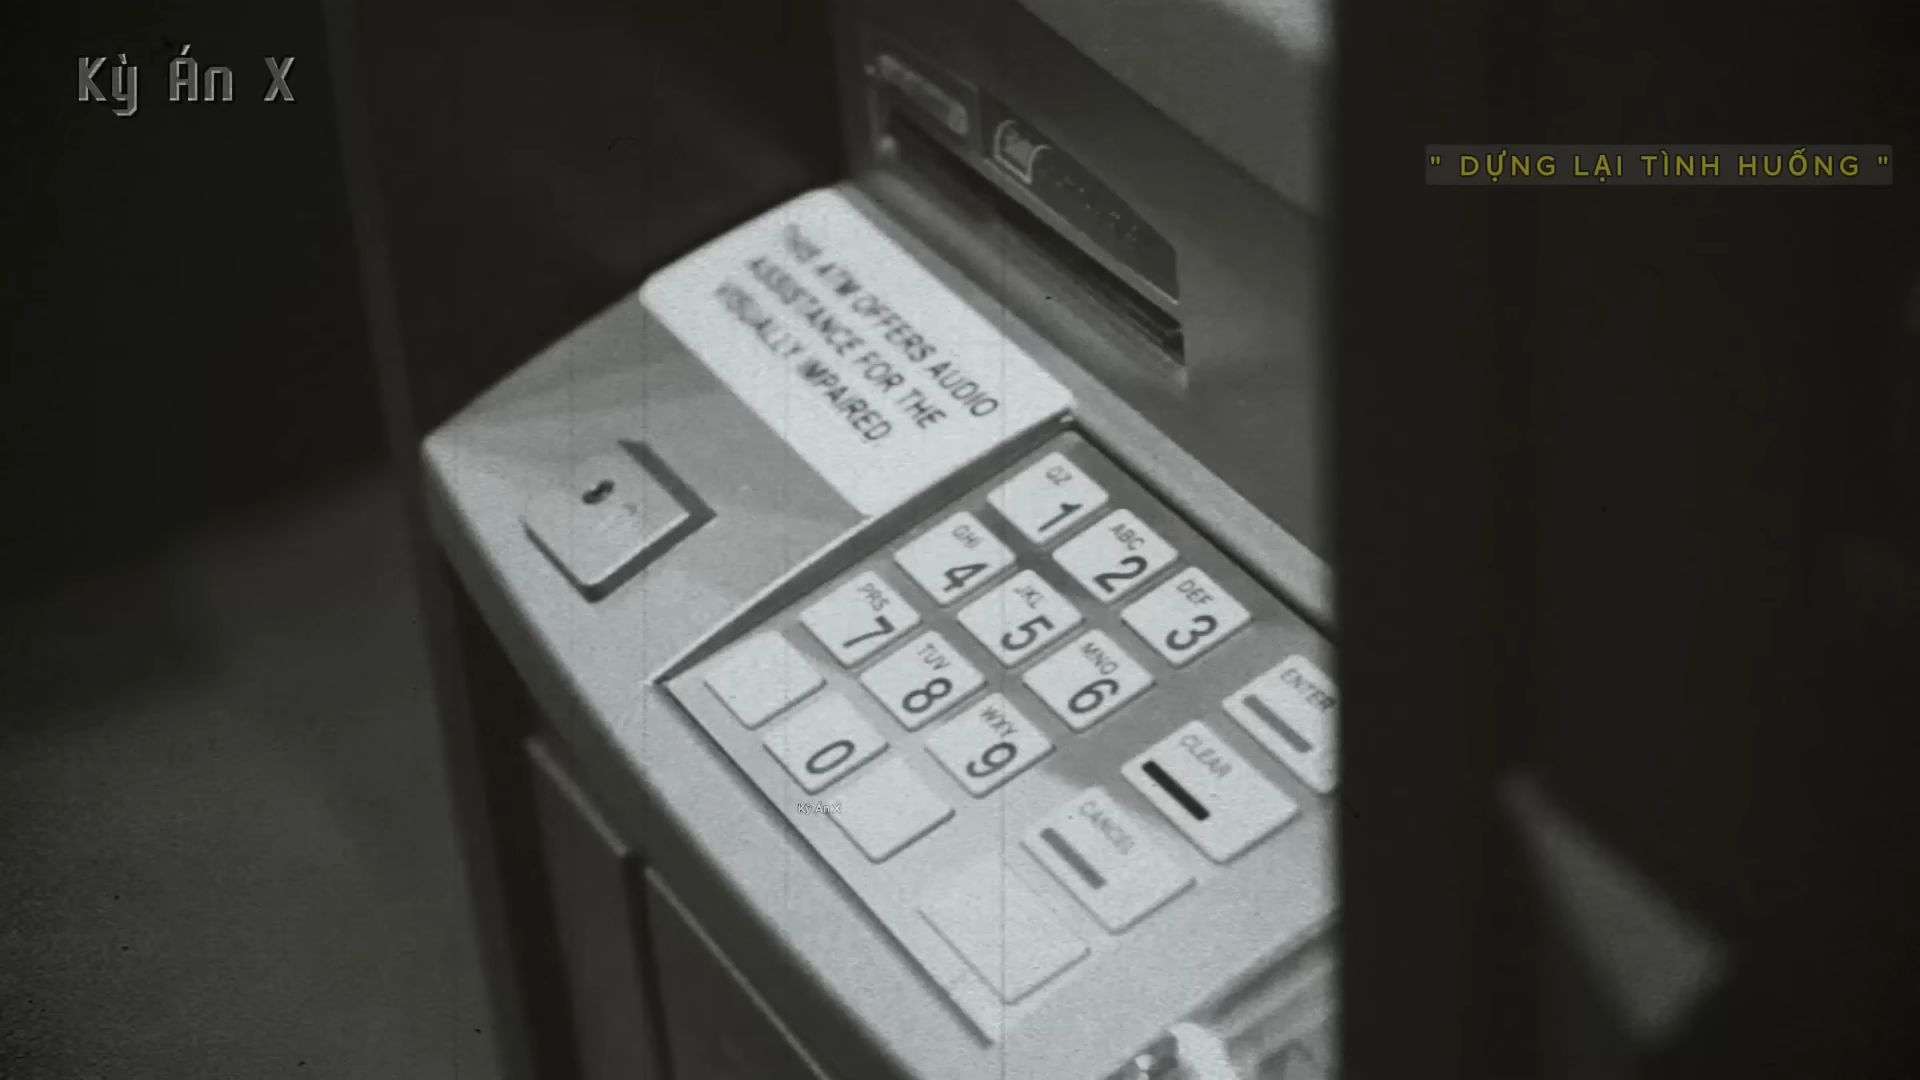 Kỳ Án X
" DỰNG LẠI TÌNH HUỐNG "
THIS ATM OFFERS AUDIO
ASSISTANCE FOR THE
VISUALLY IMPAIRED.
QZ
1
ABC
2
DEF
3
GHI
4
JKL
5
MNO
6
PRS
7
TUV
8
WXY
9
0
ENTER
CLEAR
CANCEL
Kỳ Án X